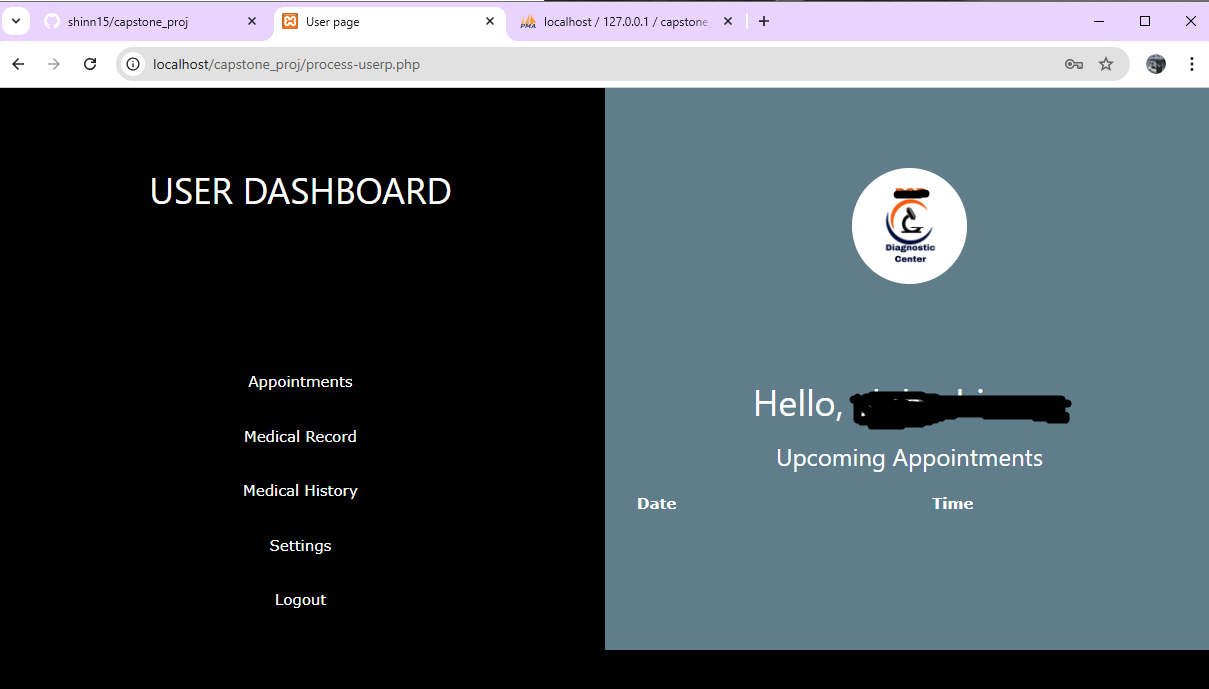 shinn15/capstone_proj
User page
localhost / 127.0.0.1 / capstone
localhost/capstone_proj/process-userp.php
USER DASHBOARD
Appointments
Medical Record
Medical History
Settings
Logout
PMA
Diagnostic
Center
Hello,
Upcoming Appointments
Date Time